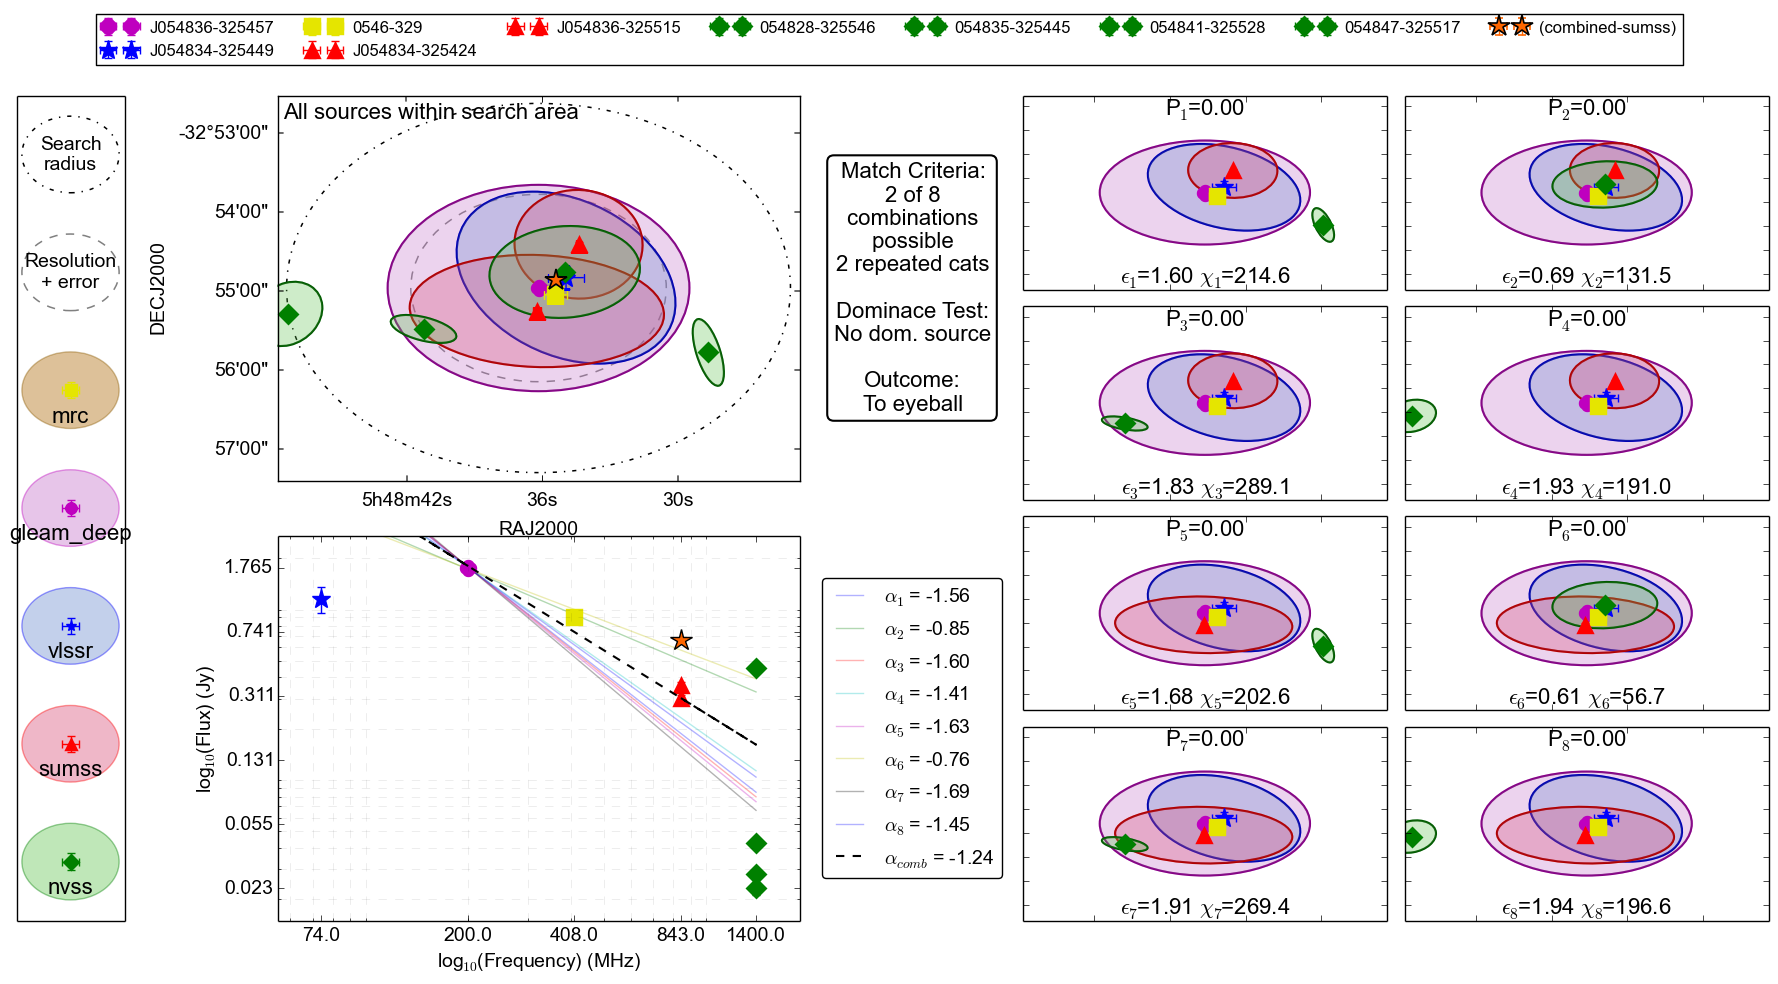 J054836-325457 0546-329 J054836-325515 054828-325546 054835-325445 054841-325528 054847-325517 (combined-sumss)
J054834-325449 J054834-325424
Search
radius
Resolution
+ error
mrc
gleam_deep
vlssr
sumss
nvss
All sources within search area
DECJ2000
-32°53'00"
54'00"
55'00"
56'00"
57'00"
5h48m42s 36s 30s
RAJ2000
Match Criteria:
2 of 8
combinations
possible
2 repeated cats
Dominace Test:
No dom. source
Outcome:
To eyeball
log10(Flux) (Jy)
1.765
0.741
0.311
0.131
0.055
0.023
74.0 200.0 408.0 843.0 1400.0
log10(Frequency) (MHz)
α1 = -1.56
α2 = -0.85
α3 = -1.60
α4 = -1.41
α5 = -1.63
α6 = -0.76
α7 = -1.69
α8 = -1.45
αcomb = -1.24
P1=0.00
ϵ1=1.60 χ1=214.6
P2=0.00
ϵ2=0.69 χ2=131.5
P3=0.00
ϵ3=1.83 χ3=289.1
P4=0.00
ϵ4=1.93 χ4=191.0
P5=0.00
ϵ5=1.68 χ5=202.6
P6=0.00
ϵ6=0.61 χ6=56.7
P7=0.00
ϵ7=1.91 χ7=269.4
P8=0.00
ϵ8=1.94 χ8=196.6